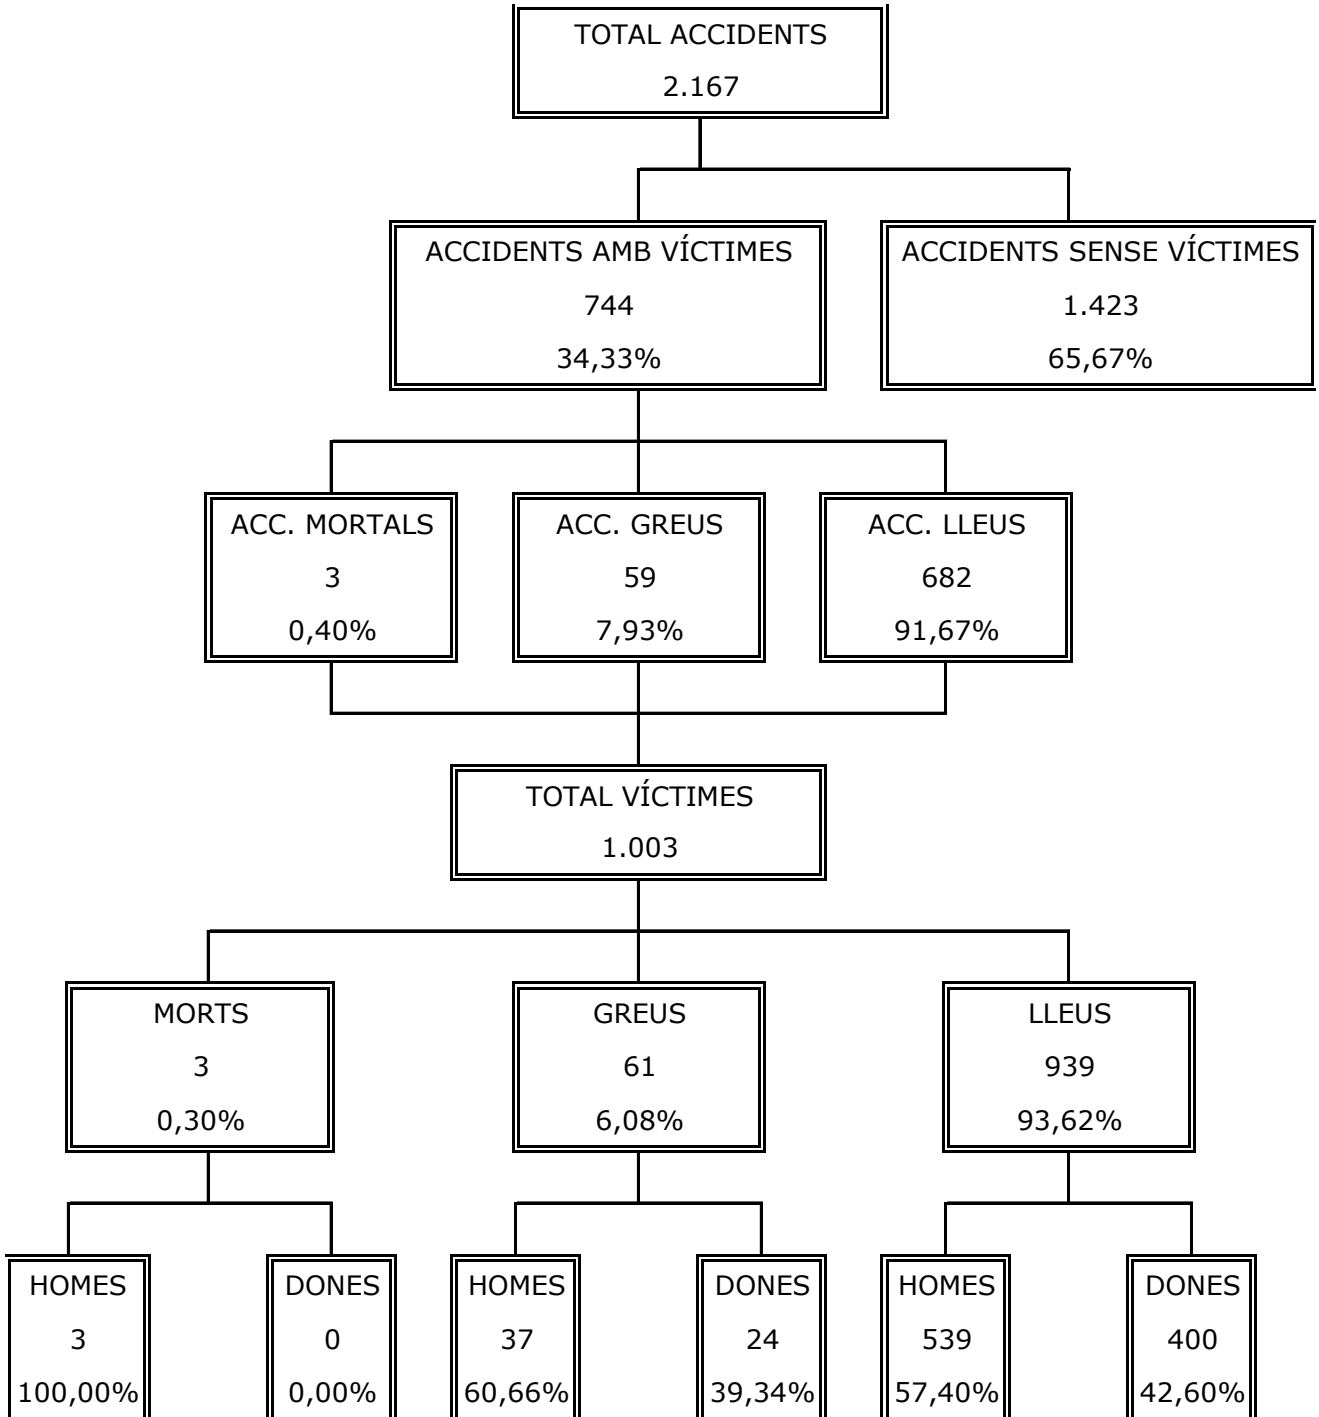 TOTAL ACCIDENTS
2.167
ACCIDENTS AMB VÍCTIMES
744
34,33%
ACCIDENTS SENSE VÍCTIMES
1.423
65,67%
ACC. MORTALS
3
0,40%
ACC. GREUS
59
7,93%
ACC. LLEUS
682
91,67%
TOTAL VÍCTIMES
1.003
MORTS
3
0,30%
GREUS
61
6,08%
LLEUS
939
93,62%
HOMES
3
100,00%
DONES
0
0,00%
HOMES
37
60,66%
DONES
24
39,34%
HOMES
539
57,40%
DONES
400
42,60%